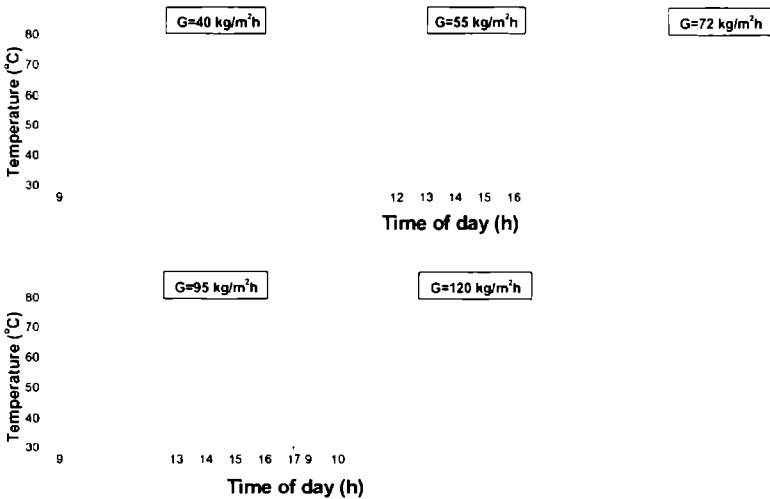 G=40 kg/m²h G=55 kg/m²h G=72 kg/m²h
80
70
60
50
40
30
Temperature (°C)
9 12 13 14 15 16
Time of day (h)
G=95 kg/m²h G=120 kg/m²h
80
70
60
50
40
30
Temperature (°C)
9 13 14 15 16 17 9 10
Time of day (h)